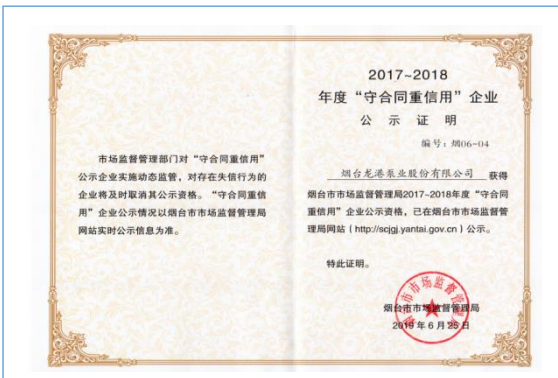 市场监督管理部门对“守合同重信用”
公示企业实施动态监管，对存在失信行为的
企业将及时取消其公示资格。“守合同重信
用”企业公示情况以烟台市市场监督管理局
网站实时公示信息为准。
2017~2018
年度“守合同重信用”企业
公示证明
编号：烟06-04
烟台龙港泵业股份有限公司 获得
烟台市市场监督管理局2017~2018年度“守合同
重信用”企业公示资格，已在烟台市市场监督管
理局网站（http://scjgj.yantai.gov.cn）公示。
特此证明。
烟台市市场监督管理局
2019年6月25日